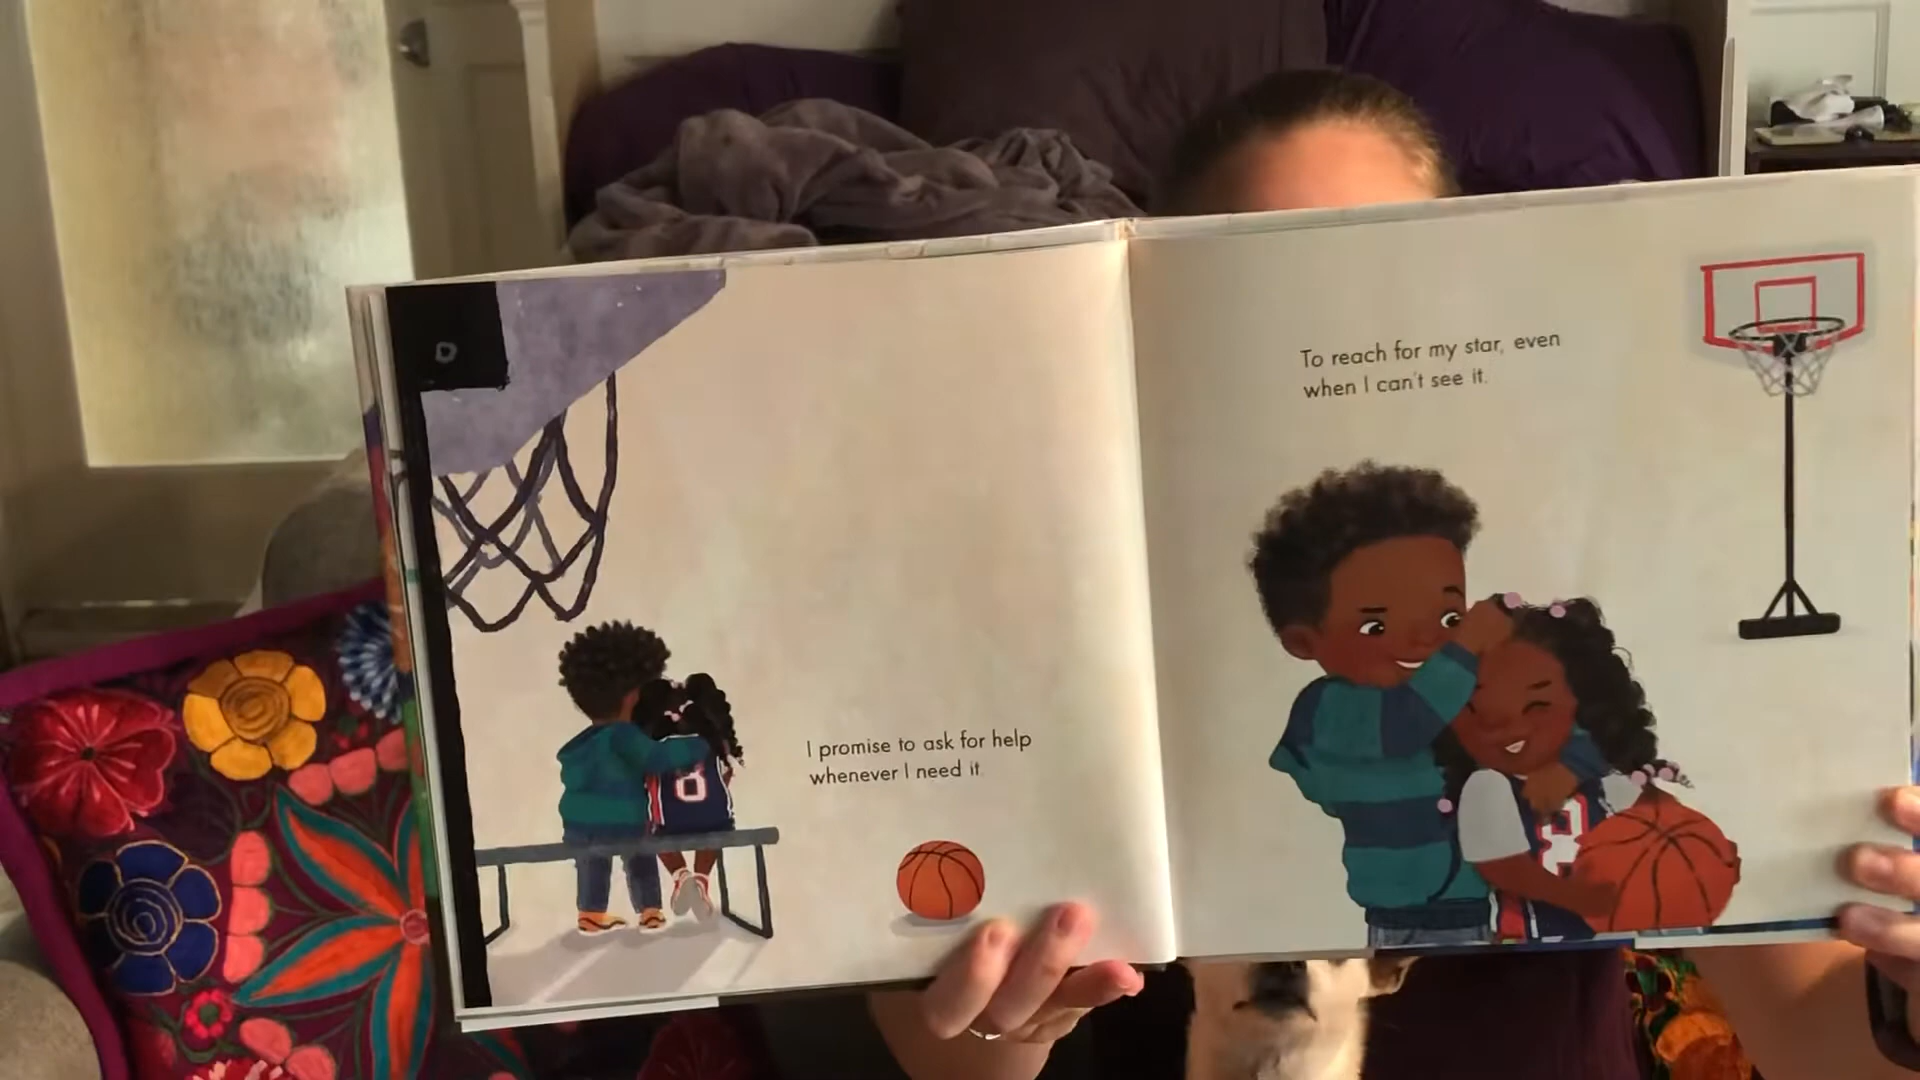 D
I promise to ask for help
whenever I need it.
8
To reach for my star, even
when I can't see it.
8